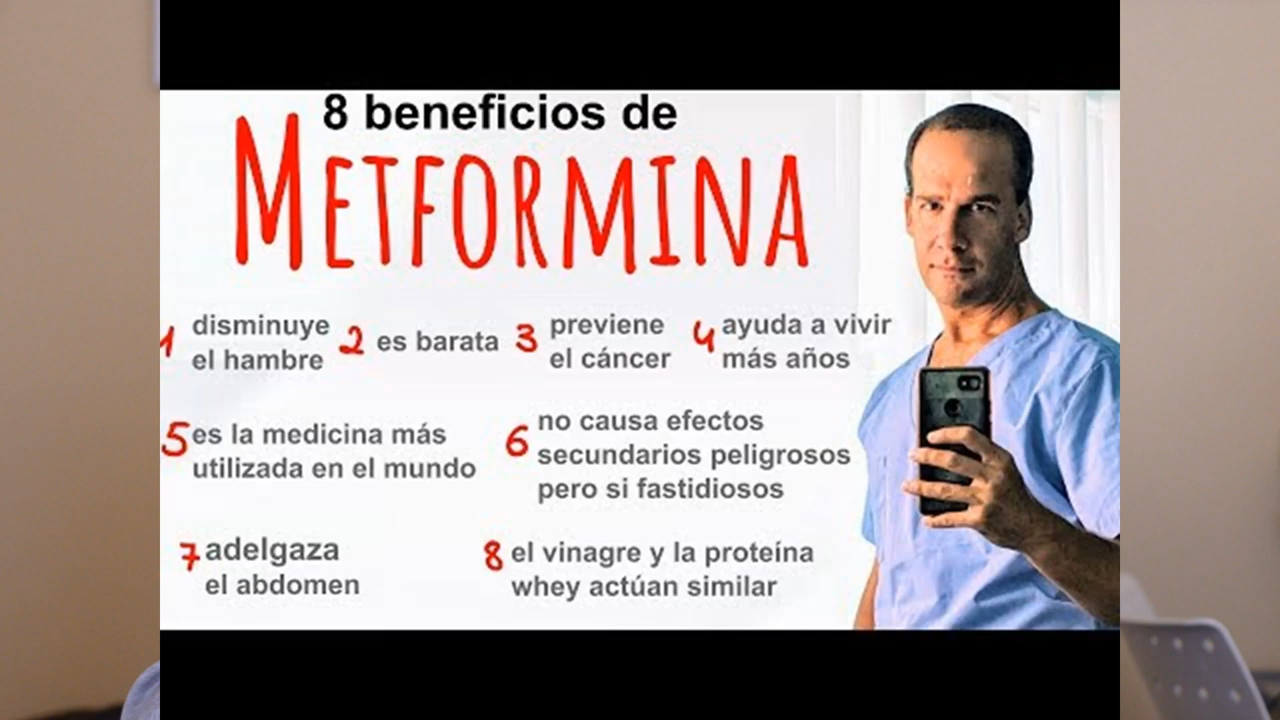 8 beneficios de
METFORMINA
1 disminuye
el hambre
2 es barata
3 previene
el cáncer
4 ayuda a vivir
más años
5 es la medicina más
utilizada en el mundo
6 no causa efectos
secundarios peligrosos
pero si fastidiosos
7 adelgaza
el abdomen
8 el vinagre y la proteína
whey actúan similar